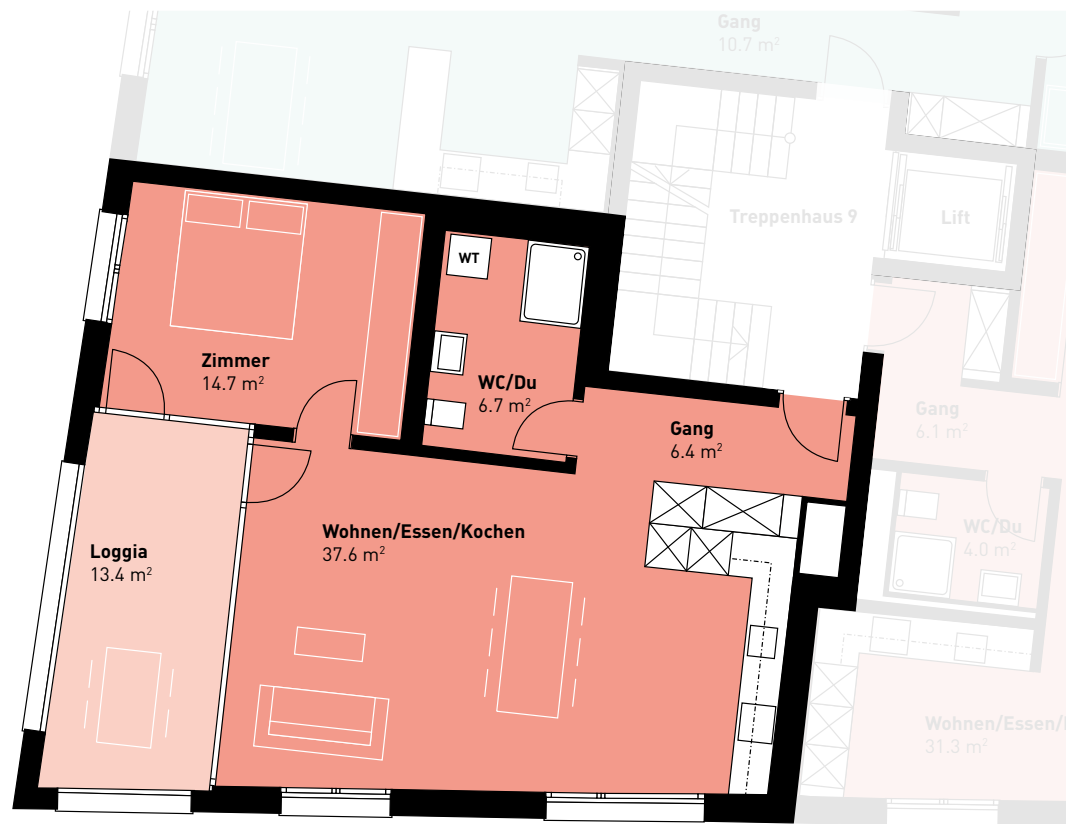 Gang
10.7 m²
Treppenhaus 9
Lift
WT
Zimmer
14.7 m²
WC/Du
6.7 m²
Gang
6.4 m²
Gang
6.1 m²
Wohnen/Essen/Kochen
37.6 m²
Loggia
13.4 m²
WC/Du
4.0 m²
Wohnen/Essen/
31.3 m²